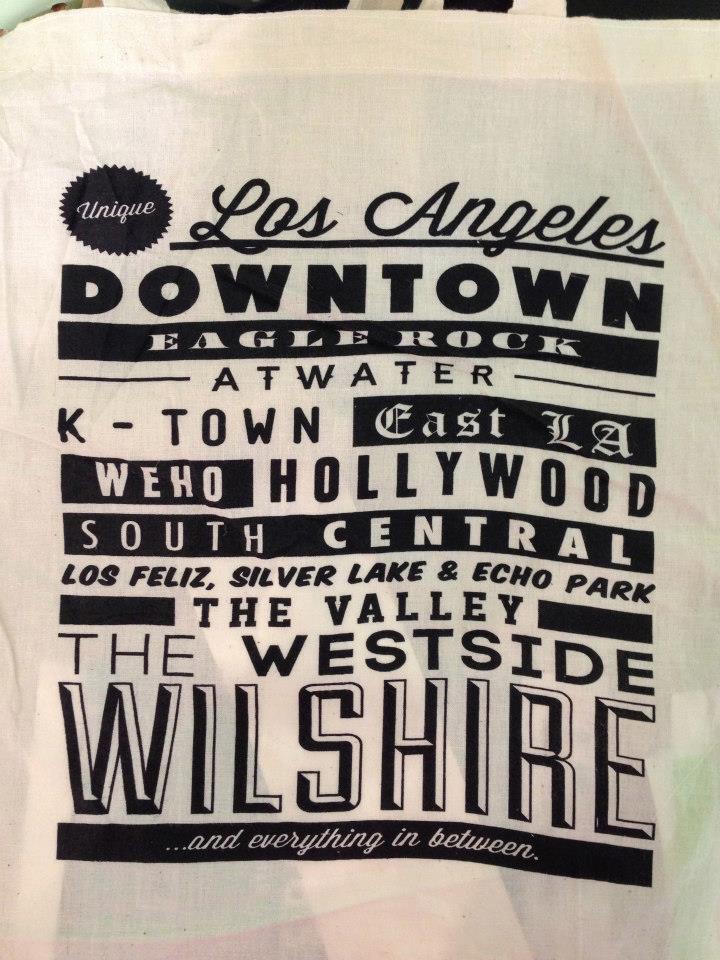 Unique Los Angeles
DOWNTOWN
EAGLE ROCK
ATWATER
K-TOWN East LA
WEHO HOLLYWOOD
SOUTH CENTRAL
LOS FELIZ, SILVER LAKE & ECHO PARK
THE VALLEY
THE WESTSIDE
WILSHIRE
...and everything in between.